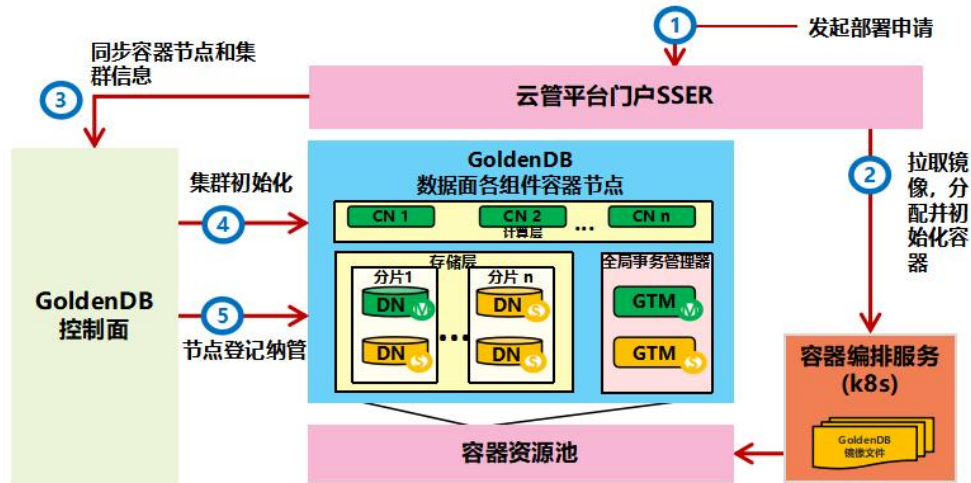 1
发起部署申请
同步容器节点和集
群信息
3
云管平台门户SSER
2
拉取镜
像，分
配并初
始化容
器
GoldenDB
控制面
集群初始化
4
5
节点登记纳管
GoldenDB
数据面各组件容器节点
CN 1
CN 2
...
CN n
计算层
存储层
分片1
DN M
DN S
...
分片 n
DN S
DN S
全局事务管理器
GTM M
GTM S
容器编排服务
(k8s)
GoldenDB
镜像文件
容器资源池